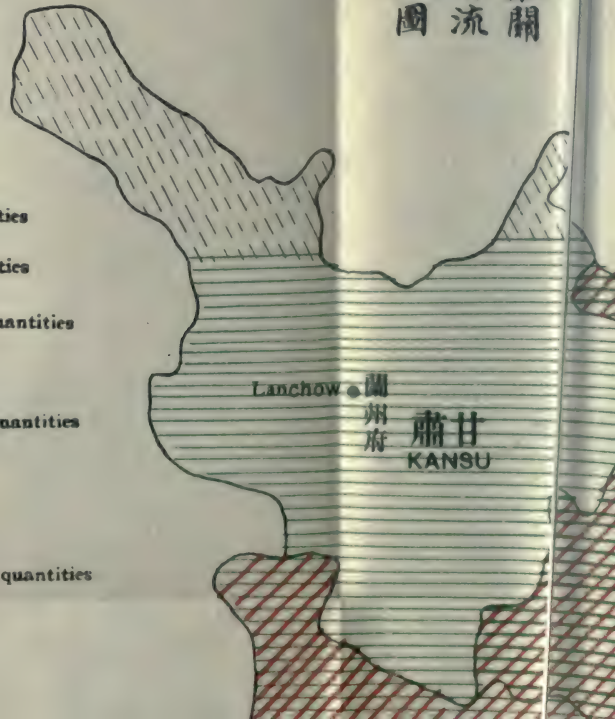 關
流
圖
ties
ties
uantities
uantities
quantities
Lanchow
蘭州府
肅甘
KANSU